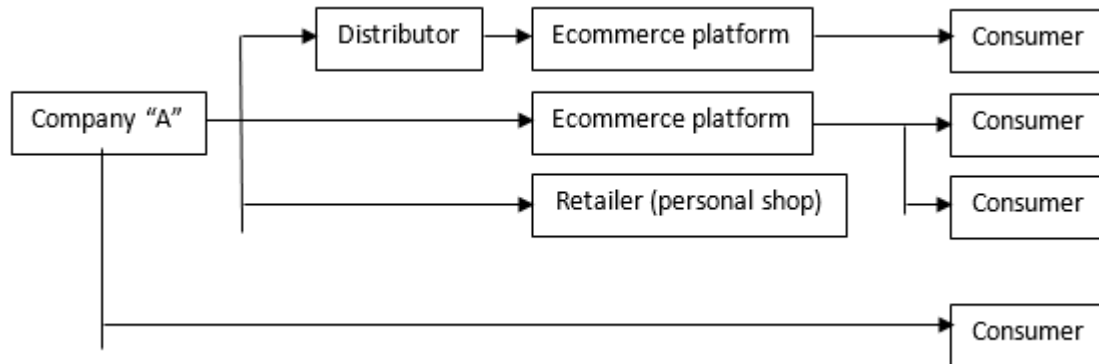 Distributor
Ecommerce platform
Consumer
Company “A”
Ecommerce platform
Consumer
Retailer (personal shop)
Consumer
Consumer